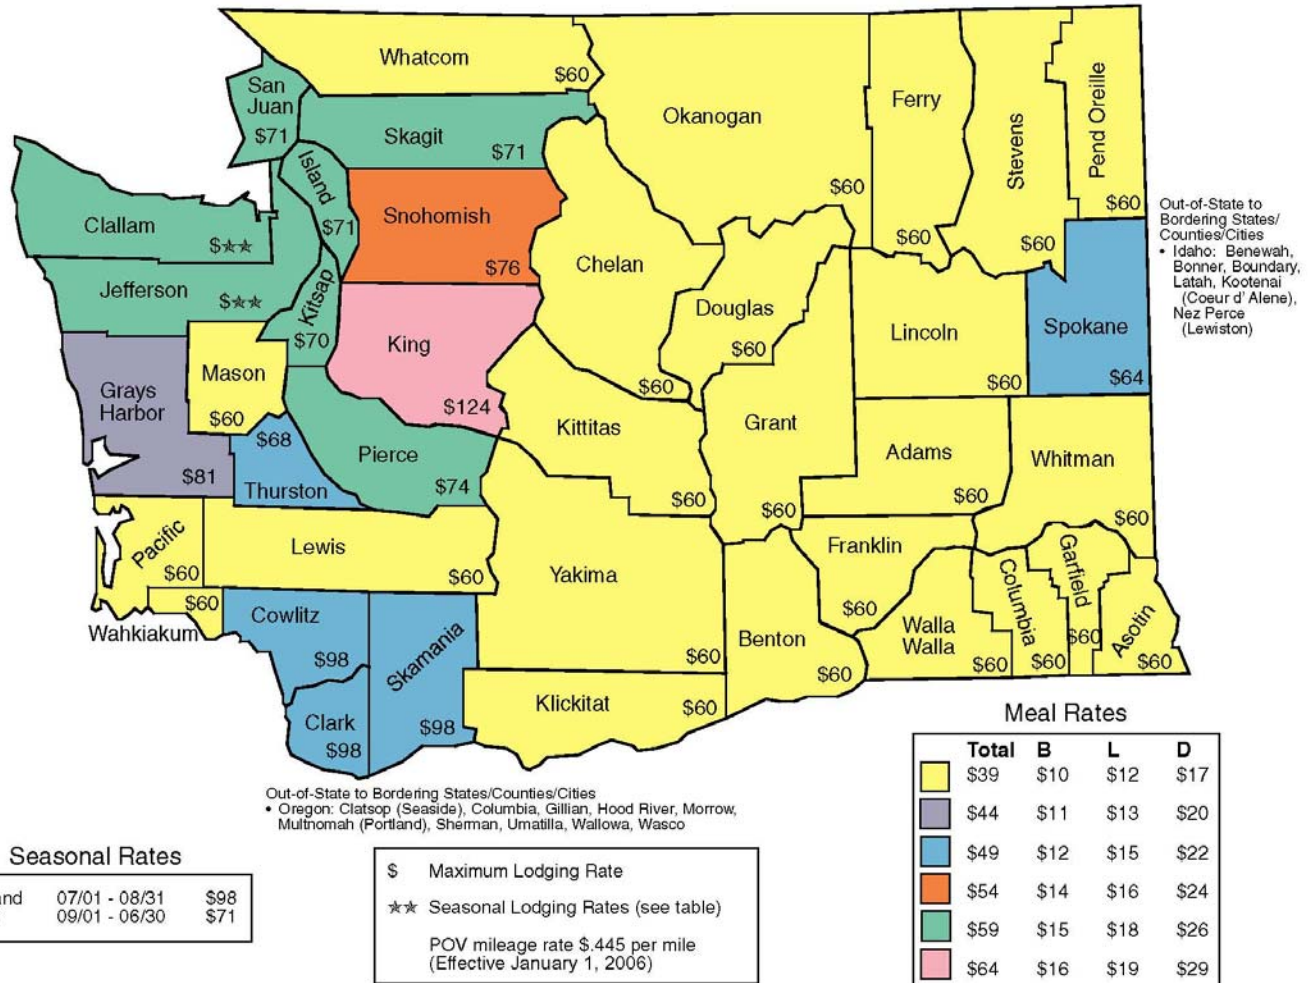 Whatcom
$60
San
Juan
$71
Skagit
$71
Okanogan
$60
Ferry
$60
Stevens
$60
Pend Oreille
$60
Island
$71
Clallam
$★★
Snohomish
$76
Chelan
$60
Jefferson
$★★
Kitsap
$70
Douglas
$60
Lincoln
$60
Spokane
$64
Out-of-State to
Bordering States/
Counties/Cities
• Idaho: Benewah,
Bonner, Boundary,
Latah, Kootenai
(Coeur d' Alene),
Nez Perce
(Lewiston)
King
$124
Mason
$60
Grays
Harbor
$81
$68
Thurston
Pierce
$74
Kittitas
$60
Grant
$60
Adams
$60
Whitman
$60
Pacific
$60
Lewis
$60
Yakima
$60
Franklin
$60
Benton
$60
Walla
Walla
$60
Columbia
$60
Garfield
$60
Asotin
$60
$60
Wahkiakum
Cowlitz
$98
Skamania
$98
Clark
$98
Klickitat
$60
Out-of-State to Bordering States/Counties/Cities
• Oregon: Clatsop (Seaside), Columbia, Gillian, Hood River, Morrow,
Multnomah (Portland), Sherman, Umatilla, Wallowa, Wasco
Meal Rates
Total B L D
$39 $10 $12 $17
$44 $11 $13 $20
$49 $12 $15 $22
$54 $14 $16 $24
$59 $15 $18 $26
$64 $16 $19 $29
Seasonal Rates
07/01 - 08/31 $98
09/01 - 06/30 $71
$ Maximum Lodging Rate
★★ Seasonal Lodging Rates (see table)
POV mileage rate $.445 per mile
(Effective January 1, 2006)